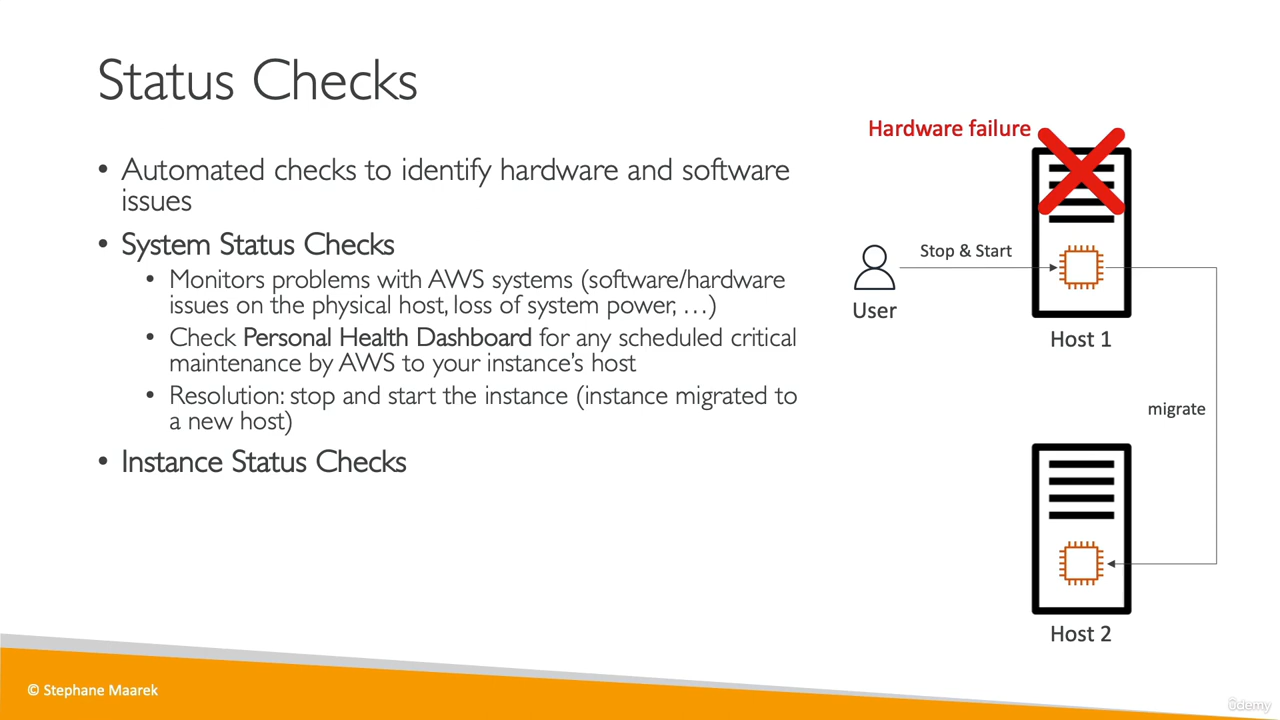 Status Checks
• Automated checks to identify hardware and software
issues
• System Status Checks
• Monitors problems with AWS systems (software/hardware
issues on the physical host, loss of system power, …)
• Check Personal Health Dashboard for any scheduled critical
maintenance by AWS to your instance's host
• Resolution: stop and start the instance (instance migrated to
a new host)
• Instance Status Checks
Hardware failure
Stop & Start
User
Host 1
migrate
Host 2
© Stephane Maarek
ûdemy